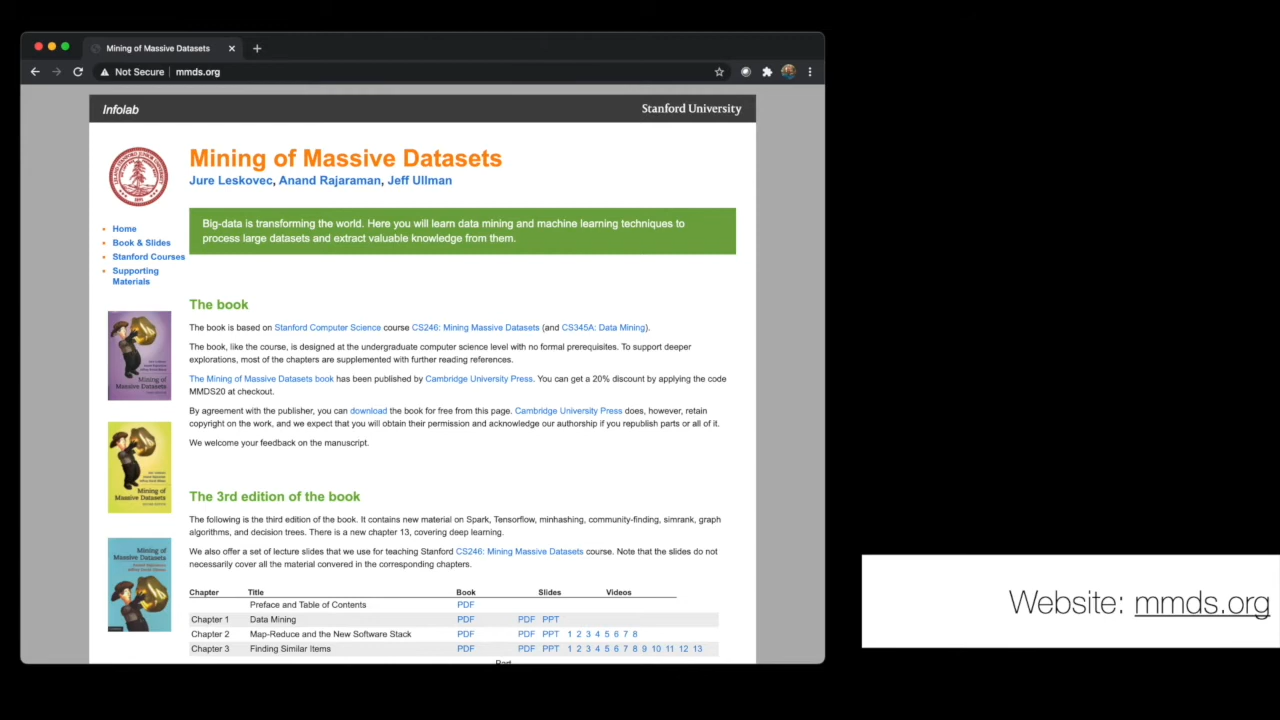 Mining of Massive Datasets
Not Secure | mmds.org
Infolab
Stanford University
Mining of Massive Datasets
Jure Leskovec, Anand Rajaraman, Jeff Ullman
Home
Book & Slides
Stanford Courses
Supporting
Materials
Big-data is transforming the world. Here you will learn data mining and machine learning techniques to
process large datasets and extract valuable knowledge from them.
The book
The book is based on Stanford Computer Science course CS246: Mining Massive Datasets (and CS345A: Data Mining).
The book, like the course, is designed at the undergraduate computer science level with no formal prerequisites. To support deeper
explorations, most of the chapters are supplemented with further reading references.
The Mining of Massive Datasets book has been published by Cambridge University Press. You can get a 20% discount by applying the code
MMDS20 at checkout.
By agreement with the publisher, you can download the book for free from this page. Cambridge University Press does, however, retain
copyright on the work, and we expect that you will obtain their permission and acknowledge our authorship if you republish parts or all of it.
We welcome your feedback on the manuscript.
Mining of
Massive Datasets
Mining of
Massive Datasets
Mining of
Massive Datasets
The 3rd edition of the book
The following is the third edition of the book. It contains new material on Spark, Tensorflow, minhashing, community-finding, simrank, graph
algorithms, and decision trees. There is a new chapter 13, covering deep learning.
We also offer a set of lecture slides that we use for teaching Stanford CS246: Mining Massive Datasets course. Note that the slides do not
necessarily cover all the material convered in the corresponding chapters.
Chapter Title Book Slides Videos
Preface and Table of Contents PDF
Chapter 1 Data Mining PDF PDF PPT
Chapter 2 Map-Reduce and the New Software Stack PDF PDF PPT 1 2 3 4 5 6 7 8
Chapter 3 Finding Similar Items PDF PDF PPT 1 2 3 4 5 6 7 8 9 10 11 12 13
Part
Website: mmds.org